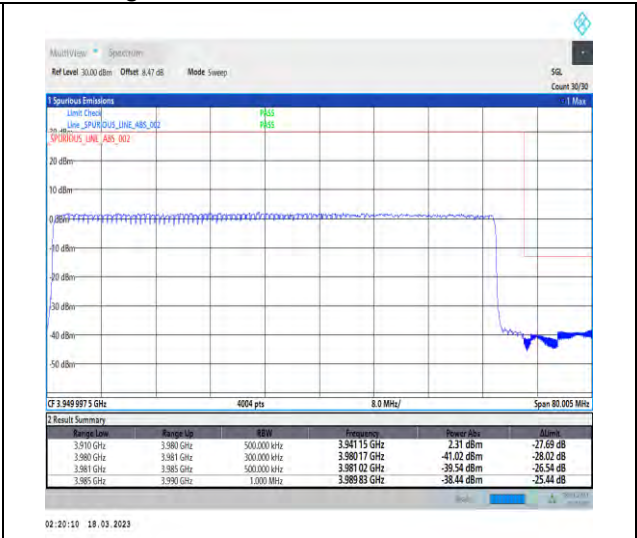 MultiView Spectrum
Ref Level 30.00 dBm Offset 8.47 dB Mode Sweep SGL
Count 30/30
1 Spurious Emissions 1 Max
Limit Check PASS
Line _SPURIOUS_LINE_ABS_002 PASS
_SPURIOUS_LINE_ABS_002
20 dBm
10 dBm
0 dBm
-10 dBm
-20 dBm
-30 dBm
-40 dBm
-50 dBm
CF 3.949 997 5 GHz 4004 pts 8.0 MHz/ Span 80.005 MHz
2 Result Summary
Range Low Range Up RBW Frequency Power Abs ΔLimit
3.910 GHz 3.980 GHz 500.000 kHz 3.941 15 GHz 2.31 dBm -27.69 dB
3.980 GHz 3.981 GHz 300.000 kHz 3.980 17 GHz -41.02 dBm -28.02 dB
3.981 GHz 3.985 GHz 500.000 kHz 3.981 02 GHz -39.54 dBm -26.54 dB
3.985 GHz 3.990 GHz 1.000 MHz 3.989 83 GHz -38.44 dBm -25.44 dB
02:20:10 18.03.2023